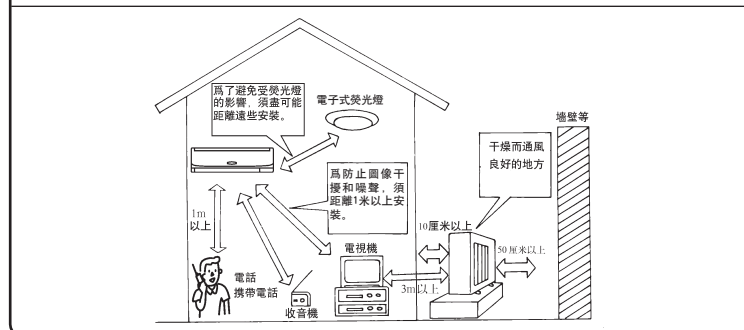 爲了避免受熒光燈
的影響，須盡可能
距離遠些安裝。
電子式熒光燈
墻壁等
干燥而通風
良好的地方
爲防止圖像干
擾和噪聲，須
距離1米以上安
裝。
1m
以上
10厘米以上
電視機
50厘米以上
電話
携帶電話
3m以上
收音機